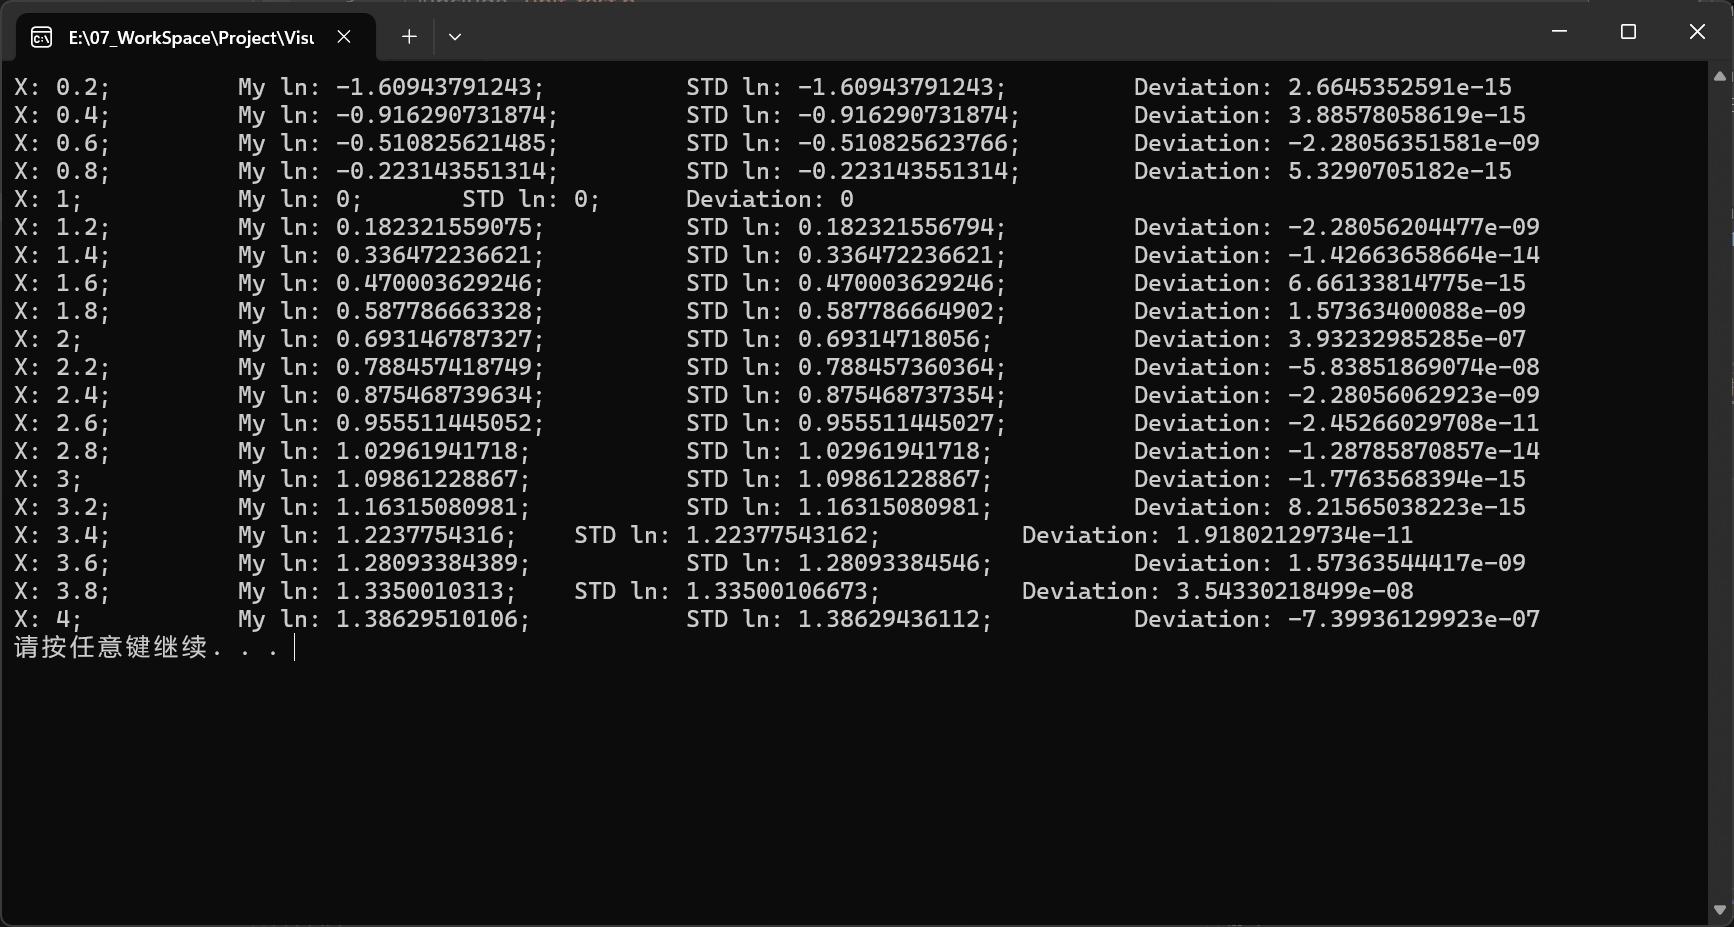 E:\07_WorkSpace\Project\Visu
X: 0.2; My ln: -1.60943791243; STD ln: -1.60943791243; Deviation: 2.6645352591e-15
X: 0.4; My ln: -0.916290731874; STD ln: -0.916290731874; Deviation: 3.88578058619e-15
X: 0.6; My ln: -0.510825621485; STD ln: -0.510825623766; Deviation: -2.28056351581e-09
X: 0.8; My ln: -0.223143551314; STD ln: -0.223143551314; Deviation: 5.3290705182e-15
X: 1; My ln: 0; STD ln: 0; Deviation: 0
X: 1.2; My ln: 0.182321559075; STD ln: 0.182321556794; Deviation: -2.28056204477e-09
X: 1.4; My ln: 0.336472236621; STD ln: 0.336472236621; Deviation: -1.42663658664e-14
X: 1.6; My ln: 0.470003629246; STD ln: 0.470003629246; Deviation: 6.66133814775e-15
X: 1.8; My ln: 0.587786663328; STD ln: 0.587786664902; Deviation: 1.57363400088e-09
X: 2; My ln: 0.693146787327; STD ln: 0.69314718056; Deviation: 3.93232985285e-07
X: 2.2; My ln: 0.788457418749; STD ln: 0.788457360364; Deviation: -5.83851869074e-08
X: 2.4; My ln: 0.875468739634; STD ln: 0.875468737354; Deviation: -2.28056062923e-09
X: 2.6; My ln: 0.955511445052; STD ln: 0.955511445027; Deviation: -2.45266029708e-11
X: 2.8; My ln: 1.02961941718; STD ln: 1.02961941718; Deviation: -1.28785870857e-14
X: 3; My ln: 1.09861228867; STD ln: 1.09861228867; Deviation: -1.7763568394e-15
X: 3.2; My ln: 1.16315080981; STD ln: 1.16315080981; Deviation: 8.21565038223e-15
X: 3.4; My ln: 1.2237754316; STD ln: 1.22377543162; Deviation: 1.91802129734e-11
X: 3.6; My ln: 1.28093384389; STD ln: 1.28093384546; Deviation: 1.57363544417e-09
X: 3.8; My ln: 1.3350010313; STD ln: 1.33500106673; Deviation: 3.54330218499e-08
X: 4; My ln: 1.38629510106; STD ln: 1.38629436112; Deviation: -7.39936129923e-07
请按任意键继续. . .